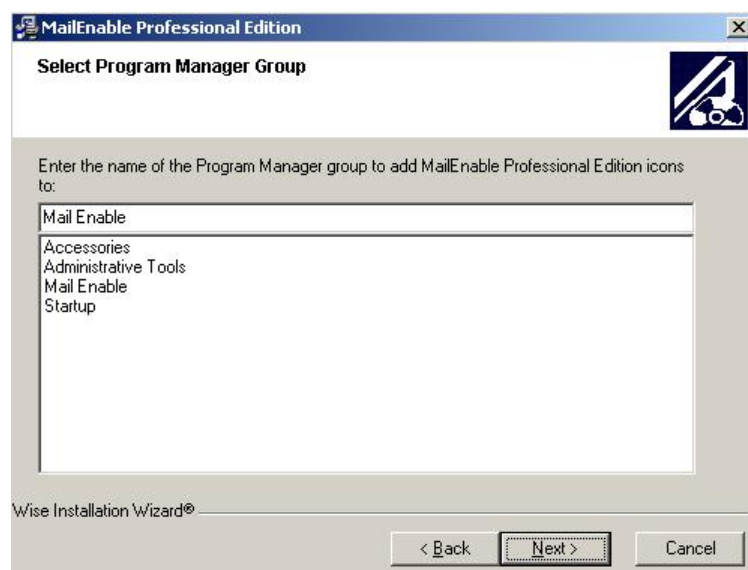 MailEnable Professional Edition
Select Program Manager Group
Enter the name of the Program Manager group to add MailEnable Professional Edition icons
to:
Mail Enable
Accessories
Administrative Tools
Mail Enable
Startup
Wise Installation Wizard®
< Back Next > Cancel